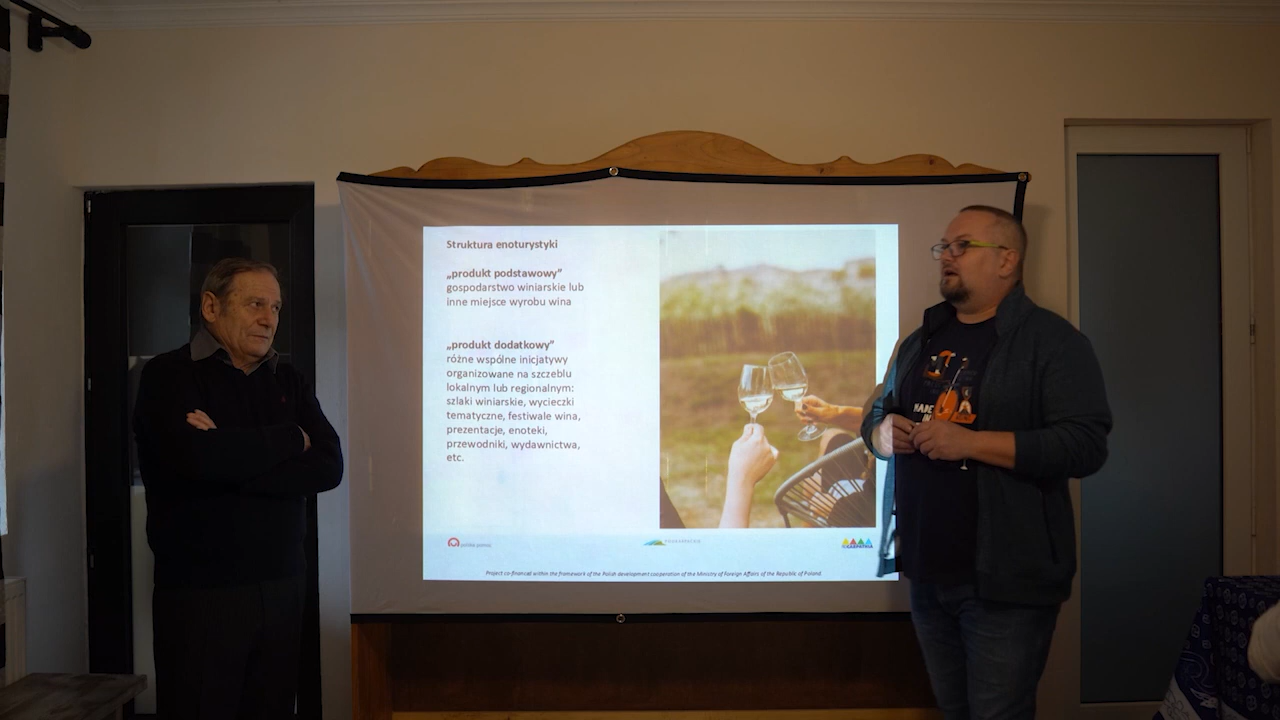 Struktura enoturystyki
„produkt podstawowy”
gospodarstwo winiarskie lub
inne miejsce wyrobu wina
„produkt dodatkowy”
różne wspólne inicjatywy
organizowane na szczeblu
lokalnym lub regionalnym:
szlaki winiarskie, wycieczki
tematyczne, festiwale wina,
prezentacje, enoteki,
przewodniki, wydawnictwa,
etc.
polska pomoc
Project co-financed within the framework of the Polish development cooperation of the Ministry of Foreign Affairs of the Republic of Poland.